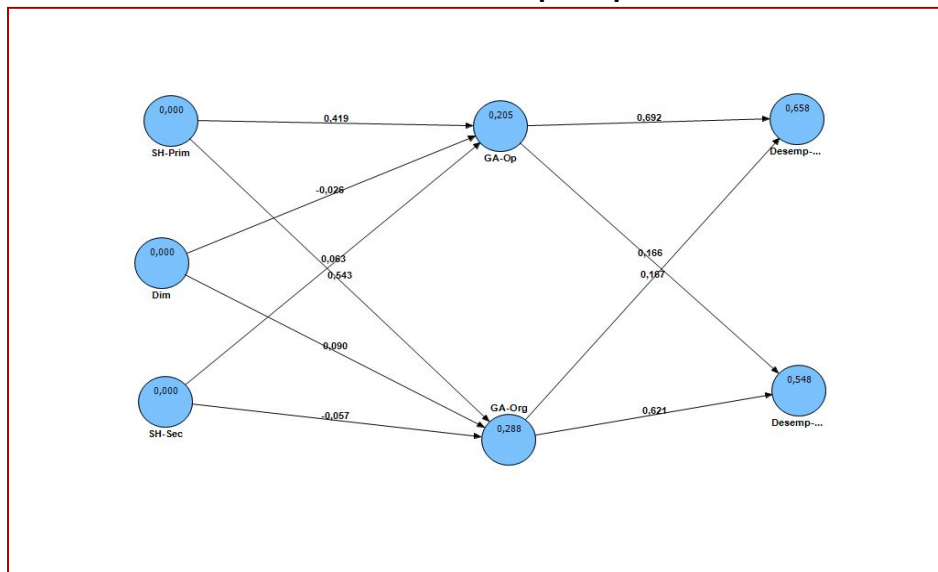 0,000
SH-Prim
0,419
0,205
GA-Op
0,692
0,658
Desemp-...
-0,026
0,000
Dim
0,063
0,543
0,166
0,167
0,090
0,000
SH-Sec
-0,057
GA-Org
0,288
0,621
0,548
Desemp-...